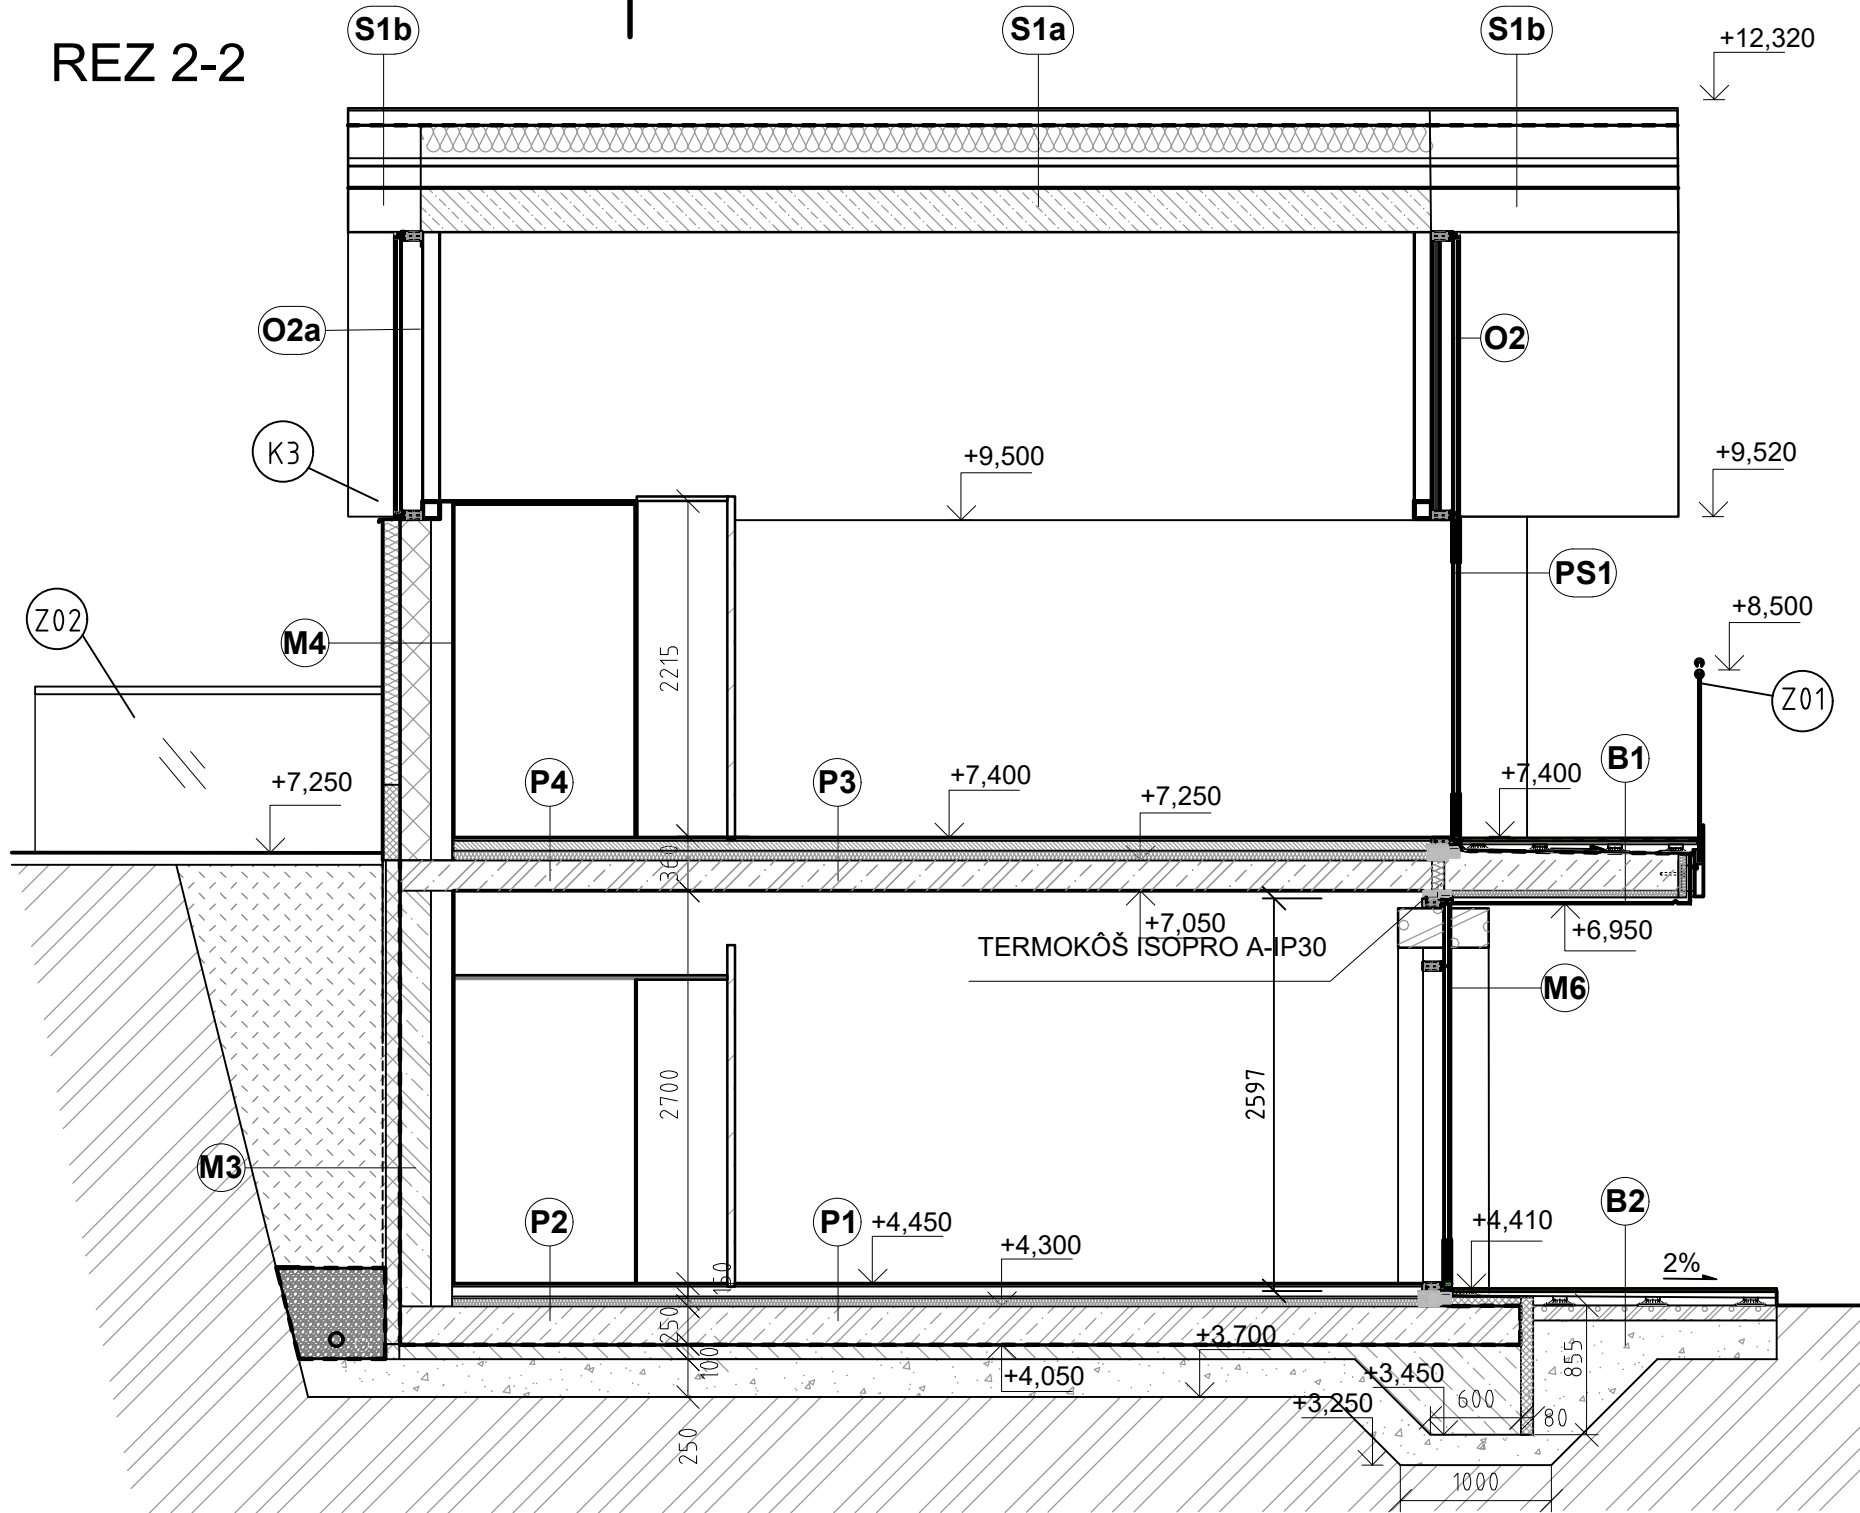 S1b
S1a
S1b
REZ 2-2
+12,320
O2a
O2
K3
+9,500
+9,520
PS1
Z02
M4
2215
+8,500
Z01
+7,250
P4
P3
+7,400
+7,250
+7,400
B1
360
+7,050
+6,950
TERMOKÔŠ ISOPRO A-IP30
M6
2700
2597
M3
P2
P1
+4,450
+4,300
+4,410
B2
2%
150
250
+3,700
100
+4,050
+3,450
855
+3,250
600
80
250
1000